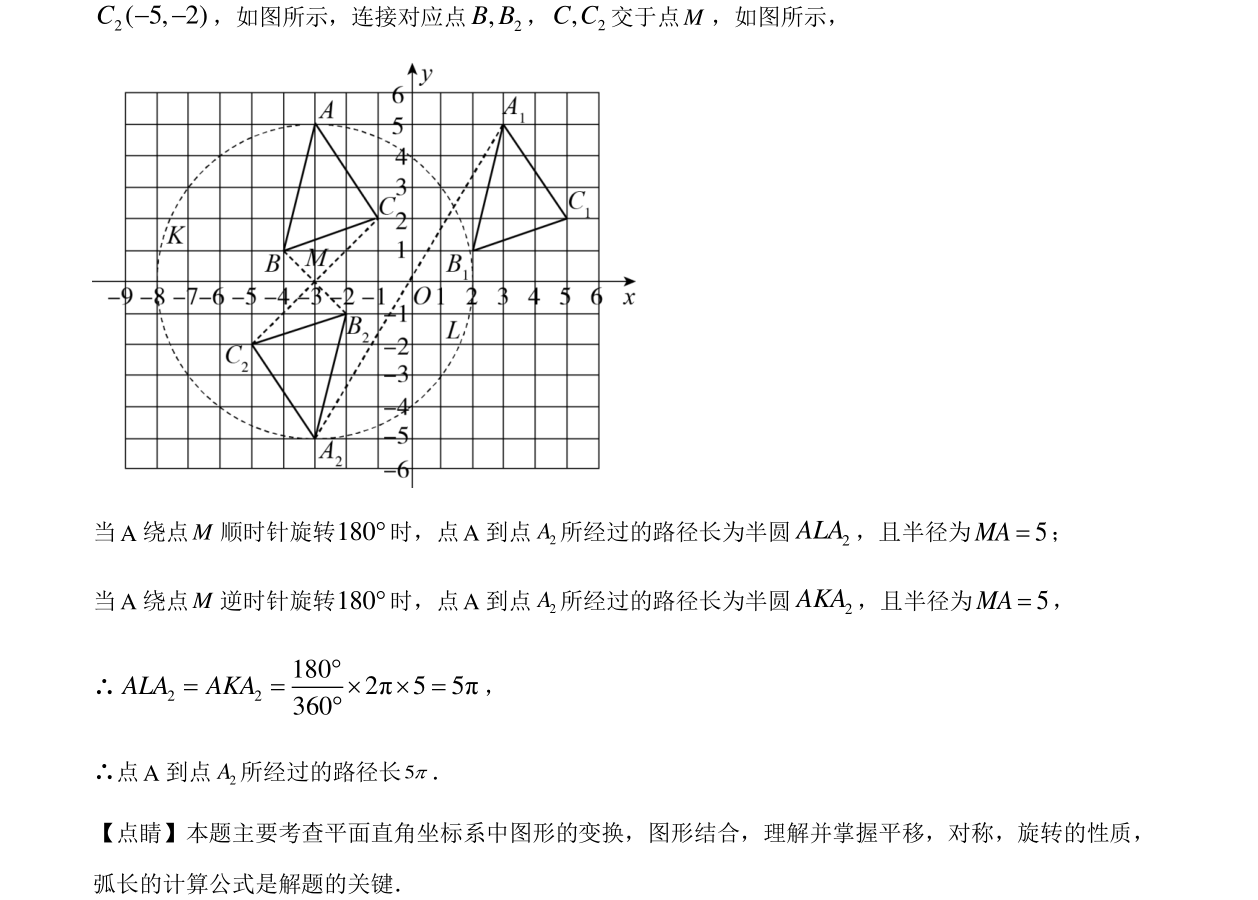 C₂(−5,−2)，如图所示，连接对应点B,B₂，C,C₂交于点M，如图所示，
y
6
A
A₁
5
4
3
C
C₁
2
K
1
B
M
B₁
−9 −8 −7 −6 −5 −4 −3 −2 −1 O 1 2 3 4 5 6 x
−1
B₂
L
C₂
−2
−3
−4
−5
A₂
−6
当A绕点M顺时针旋转180°时，点A到点A₂所经过的路径长为半圆ALA₂，且半径为MA=5；
当A绕点M逆时针旋转180°时，点A到点A₂所经过的路径长为半圆AKA₂，且半径为MA=5，
∴ALA₂=AKA₂=180°/360°×2π×5=5π，
∴点A到点A₂所经过的路径长5π．
【点睛】本题主要考查平面直角坐标系中图形的变换，图形结合，理解并掌握平移，对称，旋转的性质，
弧长的计算公式是解题的关键．